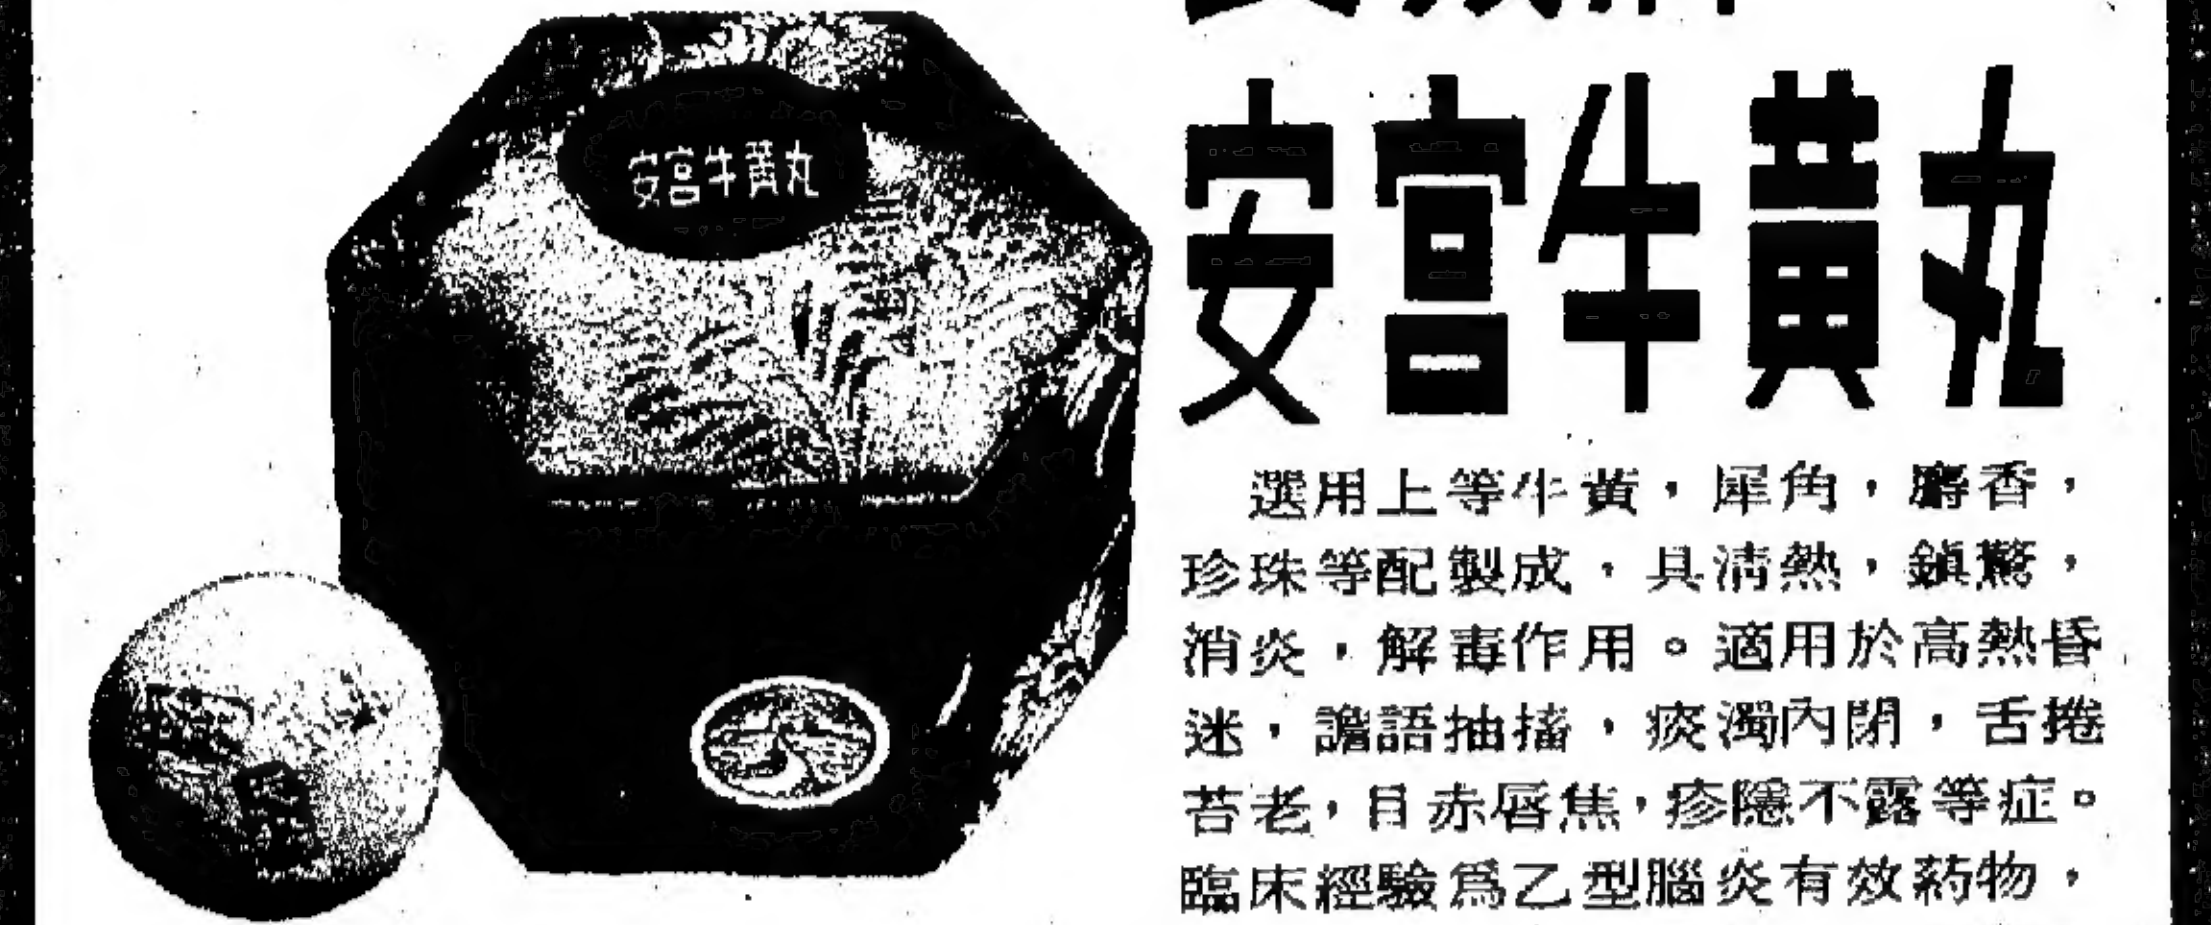 安宮牛黃丸
安宮牛黃丸
選用上等牛黃，犀角，麝香，
珍珠等配製成，具清熱，鎮驚，
消炎，解毒作用。適用於高熱昏
迷，譫語抽搐，痰濁內閉，舌捲
苔老，目赤唇焦，疹隱不露等症。
臨床經驗爲乙型腦炎有效葯物，